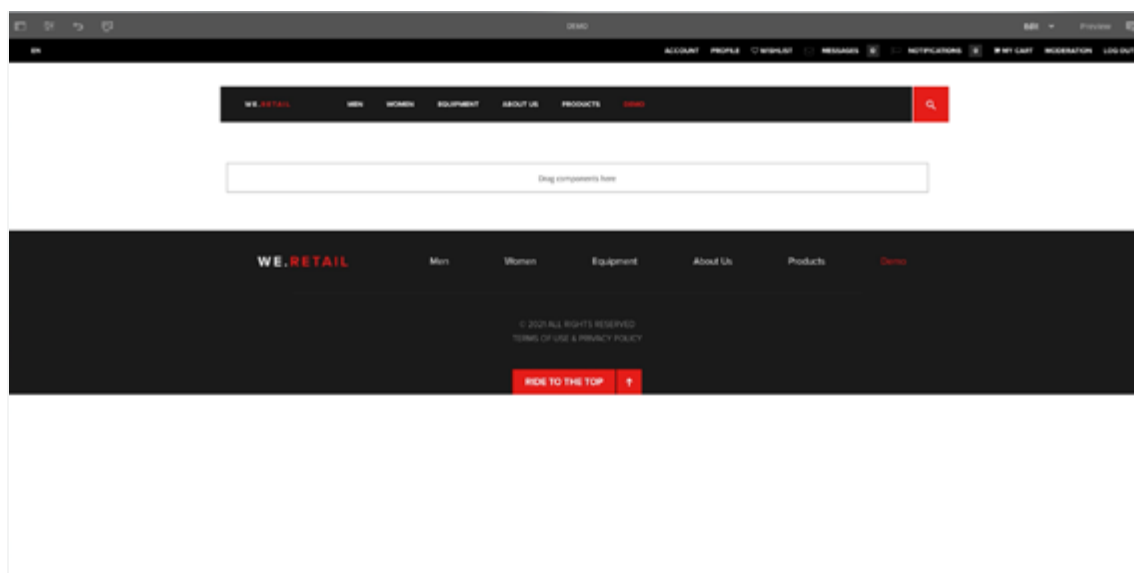 DEMO Edit Preview
EN ACCOUNT PROFILE WISHLIST MESSAGES 0 NOTIFICATIONS 0 MY CART MODERATION LOG OUT
WE.RETAIL MEN WOMEN EQUIPMENT ABOUT US PRODUCTS DEMO
Drag components here
WE.RETAIL Men Women Equipment About Us Products Demo
© 2021 ALL RIGHTS RESERVED
TERMS OF USE & PRIVACY POLICY
RIDE TO THE TOP